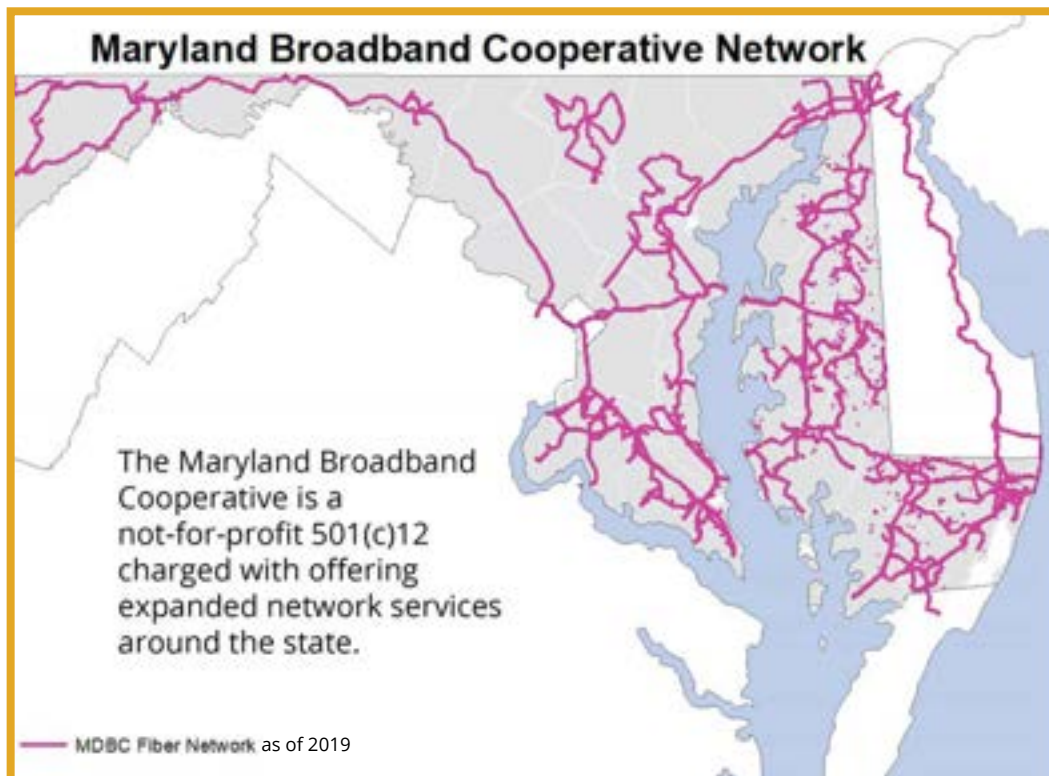 Maryland Broadband Cooperative Network
The Maryland Broadband
Cooperative is a
not-for-profit 501(c)12
charged with offering
expanded network services
around the state.
MDBC Fiber Network as of 2019